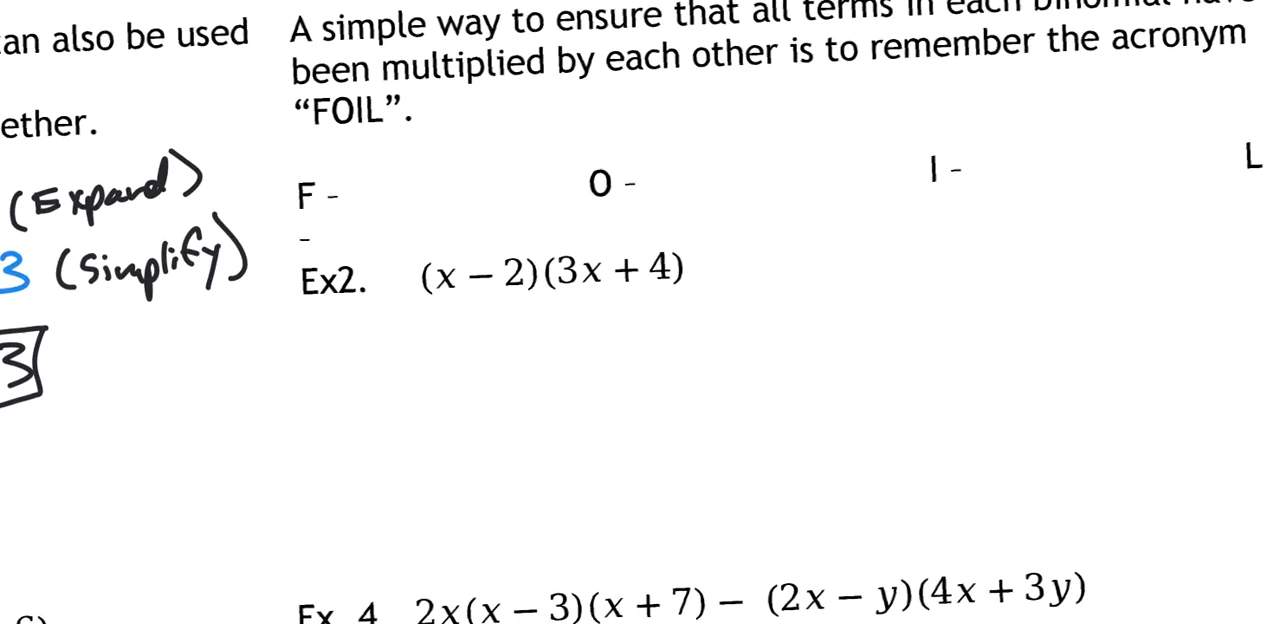 an also be used
ether.
(Expand)
3 (Simplify)
3
A simple way to ensure that all terms in each binomial have
been multiplied by each other is to remember the acronym
“FOIL”.
F - O - I - L
-
Ex2. (x − 2)(3x + 4)
Ex 4 2x(x − 3)(x + 7) − (2x − y)(4x + 3y)